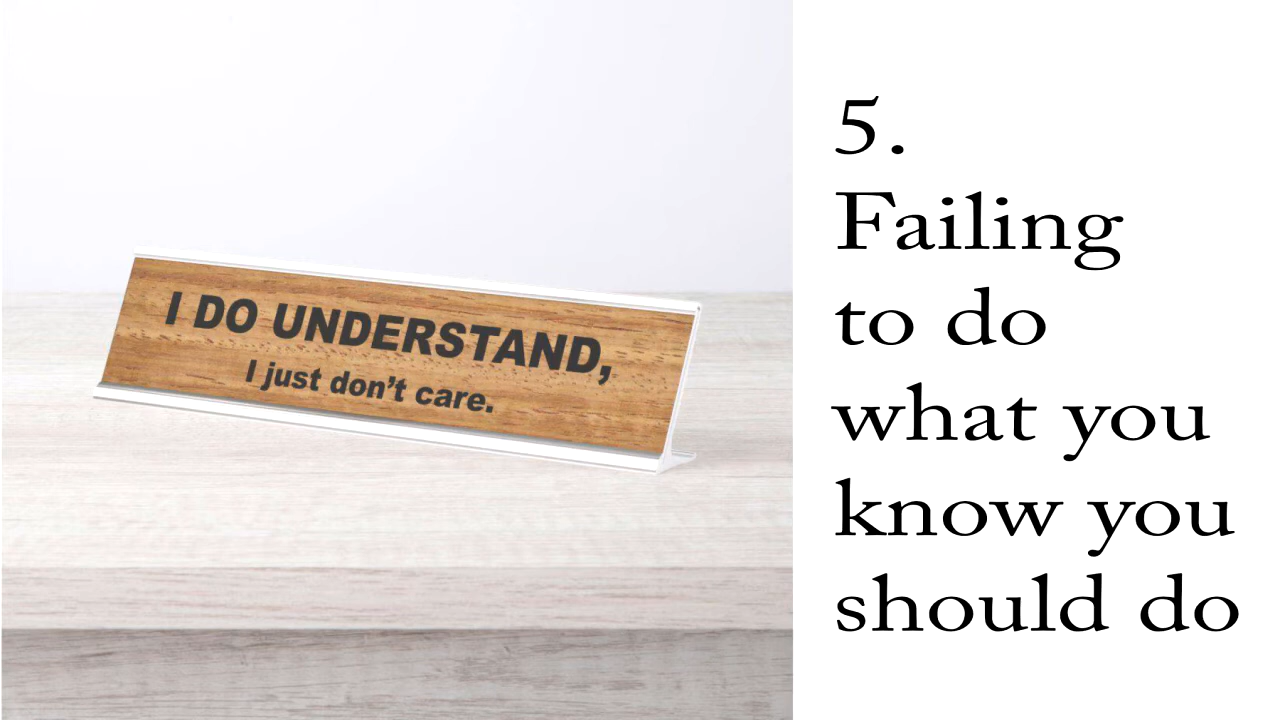 I DO UNDERSTAND,
I just don't care.
5.
Failing
to do
what you
know you
should do